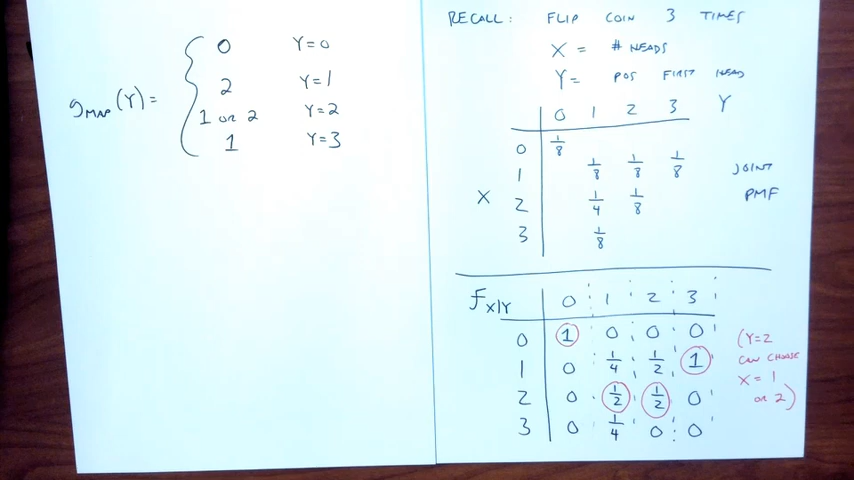 g_MAP (Y) = { 0 Y=0
2 Y=1
1 OR 2 Y=2
1 Y=3
RECALL: FLIP COIN 3 TIMES
X = # HEADS
Y = POS FIRST HEAD
0 1 2 3 Y
0 1/8
1 1/8 1/8 1/8 JOINT
X 2 1/4 1/8 PMF
3 1/8
f_X|Y 0 1 2 3
0 1 0 0 0
1 0 1/4 1/2 1
2 0 1/2 1/2 0
3 0 1/4 0 0
(Y=2
CAN CHOOSE
X = 1
OR 2)